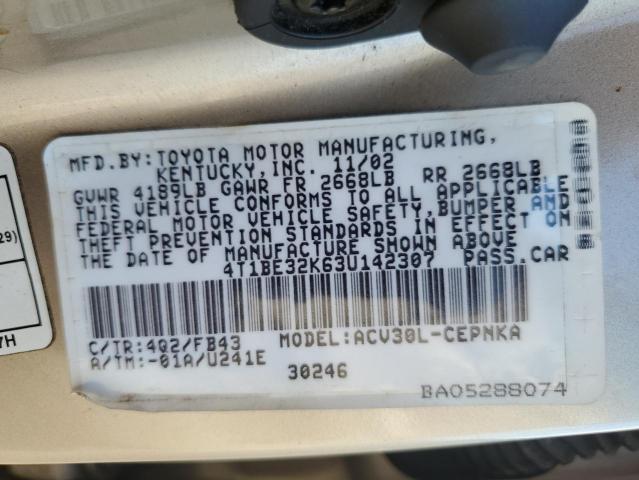 MFD.BY:TOYOTA MOTOR MANUFACTURING,
KENTUCKY,INC. 11/02
GVWR 4189LB GAWR FR 2668LB RR 2668LB
THIS VEHICLE CONFORMS TO ALL APPLICABLE
FEDERAL MOTOR VEHICLE SAFETY,BUMPER AND
THEFT PREVENTION STANDARDS IN EFFECT ON
THE DATE OF MANUFACTURE SHOWN ABOVE.
4T1BE32K63U142307 PASS.CAR
C/TR:4Q2/FB43 MODEL:ACV30L-CEPNKA
A/TM:-01A/U241E 30246
BA05288074
29)
7H